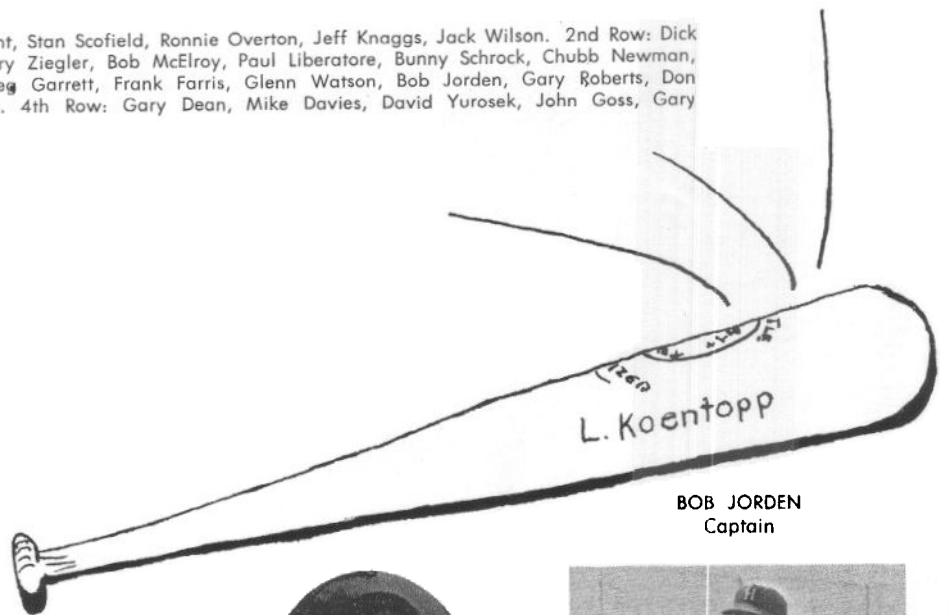 nt, Stan Scofield, Ronnie Overton, Jeff Knaggs, Jack Wilson. 2nd Row: Dick
ry Ziegler, Bob McElroy, Paul Liberatore, Bunny Schrock, Chubb Newman,
eg Garrett, Frank Farris, Glenn Watson, Bob Jorden, Gary Roberts, Don
. 4th Row: Gary Dean, Mike Davies, David Yurosek, John Goss, Gary
L. Koentopp
BOB JORDEN
Captain
H